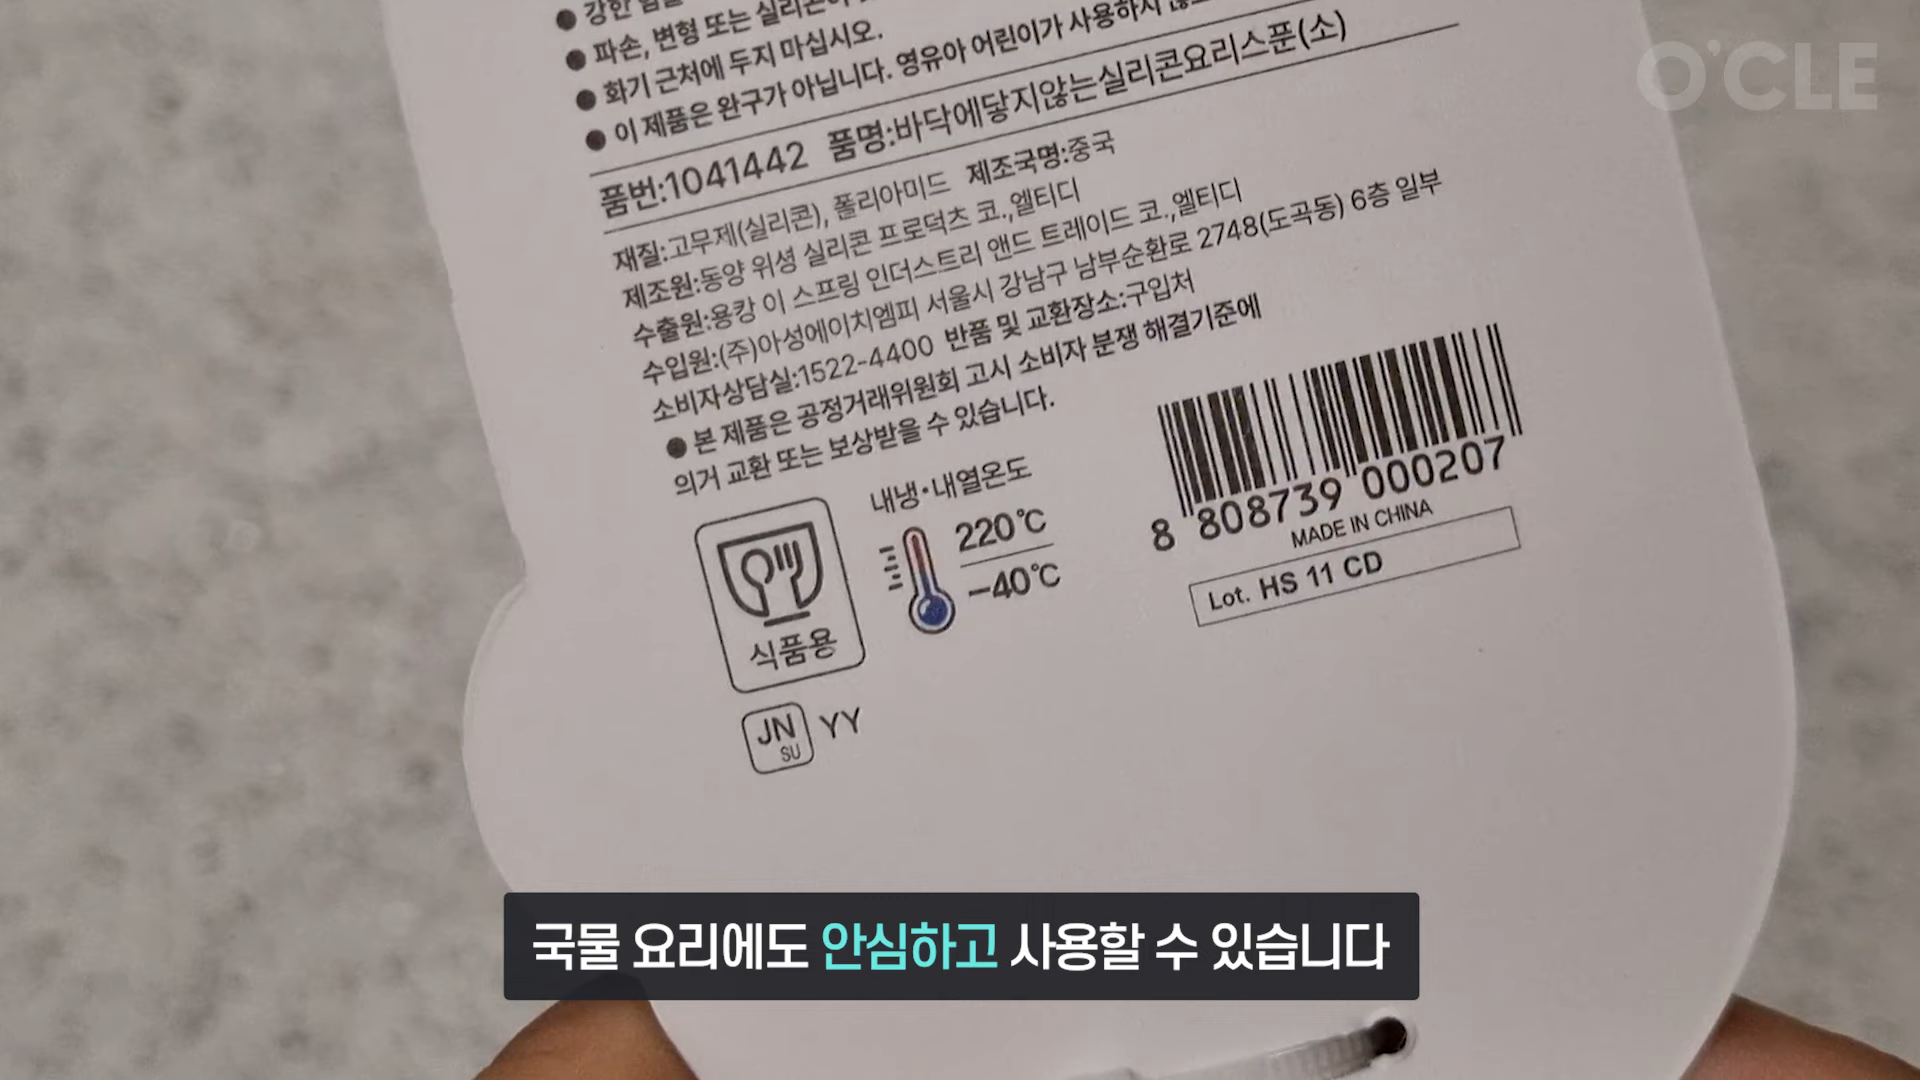 O'CLE
● 강한
● 파손, 변형 또는 실리콘이
● 화기 근처에 두지 마십시오.
● 이 제품은 완구가 아닙니다. 영유아 어린이가 사용하지
품번:1041442 품명:바닥에닿지않는실리콘요리스푼(소)
재질:고무제(실리콘), 폴리아미드 제조국명:중국
제조원:동양 위셩 실리콘 프로덕츠 코.,엘티디
수출원:용캉 이 스프링 인더스트리 앤드 트레이드 코.,엘티디
수입원:(주)아성에이치엠피 서울시 강남구 남부순환로 2748(도곡동) 6층 일부
소비자상담실:1522-4400 반품 및 교환장소:구입처
● 본 제품은 공정거래위원회 고시 소비자 분쟁 해결기준에
의거 교환 또는 보상받을 수 있습니다.
내냉·내열온도
220℃
-40℃
식품용
JN
SU
YY
8 808739 000207
MADE IN CHINA
Lot. HS 11 CD
국물 요리에도 안심하고 사용할 수 있습니다